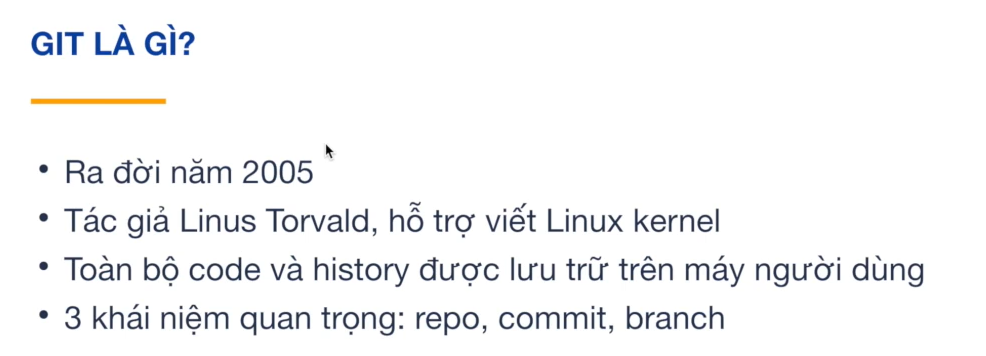 GIT LÀ GÌ?
• Ra đời năm 2005
• Tác giả Linus Torvald, hỗ trợ viết Linux kernel
• Toàn bộ code và history được lưu trữ trên máy người dùng
• 3 khái niệm quan trọng: repo, commit, branch